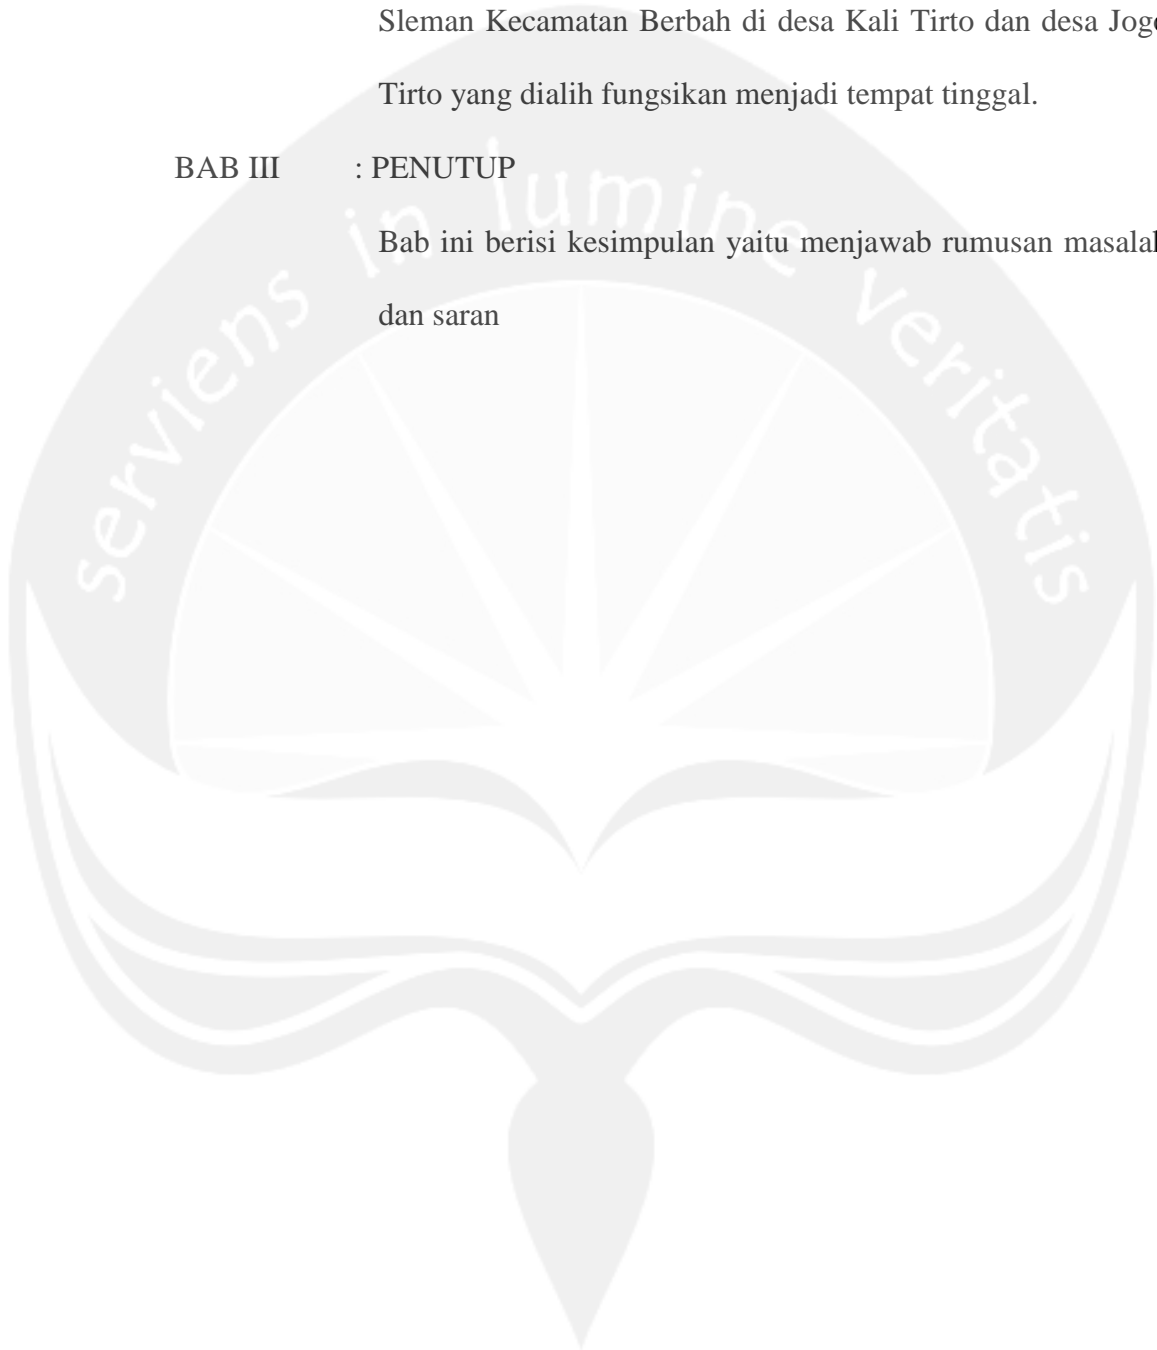 Sleman Kecamatan Berbah di desa Kali Tirto dan desa Jogo
Tirto yang dialih fungsikan menjadi tempat tinggal.
BAB III : PENUTUP
Bab ini berisi kesimpulan yaitu menjawab rumusan masalah
dan saran
serviens in lumine veritatis